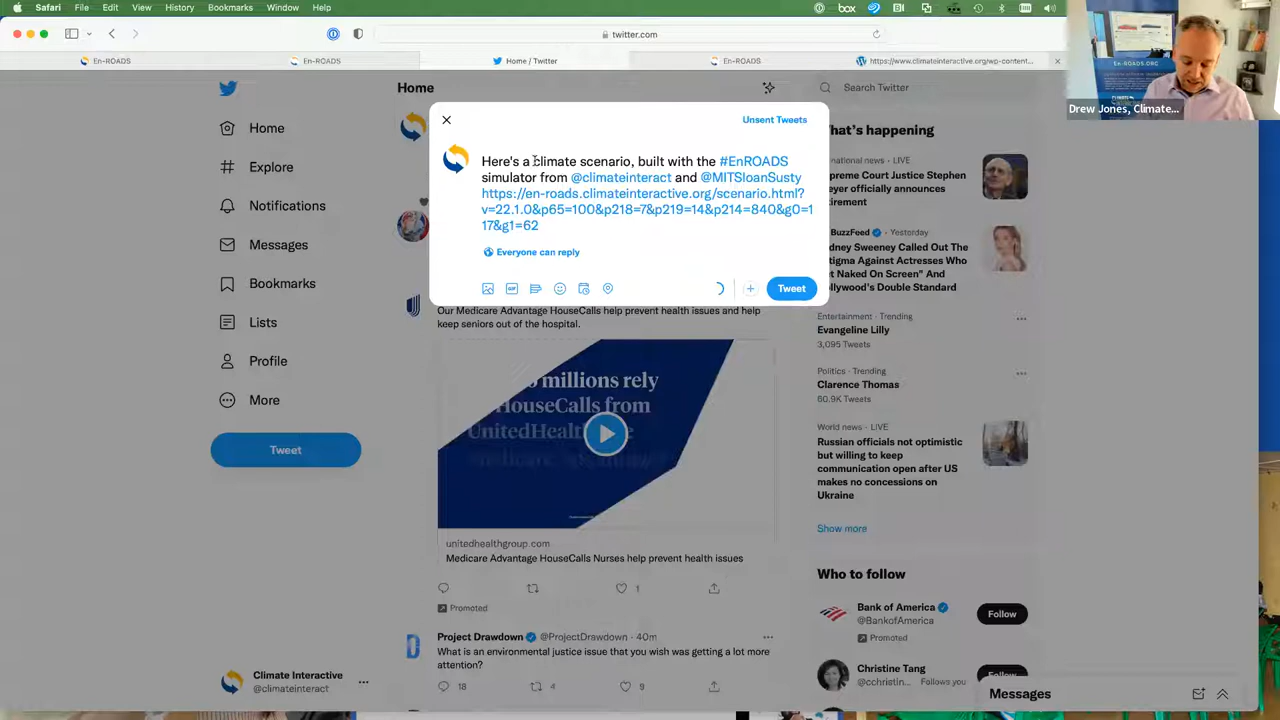 Safari File Edit View History Bookmarks Window Help
box
twitter.com
En-ROADS
En-ROADS
Home / Twitter
En-ROADS
https://www.climateinteractive.org/wp-content...
EN-ROADS.ORG
Drew Jones, Climate...
Home
Search Twitter
Home
Explore
Notifications
Messages
Bookmarks
Lists
Profile
More
Tweet
Climate Interactive
@climateinteract
Unsent Tweets
Here's a climate scenario, built with the #EnROADS
simulator from @climateinteract and @MITSloanSusty
https://en-roads.climateinteractive.org/scenario.html?
v=22.1.0&p65=100&p218=7&p219=14&p214=840&g0=1
17&g1=62
Everyone can reply
GIF
Tweet
Our Medicare Advantage HouseCalls help prevent health issues and help
keep seniors out of the hospital.
millions rely
HouseCalls from
UnitedHealth
unitedhealthgroup.com
Medicare Advantage HouseCalls Nurses help prevent health issues
1
Promoted
Project Drawdown @ProjectDrawdown · 40m
What is an environmental justice issue that you wish was getting a lot more
attention?
18 4 9
What's happening
national news · LIVE
Supreme Court Justice Stephen
Breyer officially announces
retirement
BuzzFeed · Yesterday
Sydney Sweeney Called Out The
Stigma Against Actresses Who
"Get Naked On Screen" And
Hollywood's Double Standard
Entertainment · Trending
Evangeline Lilly
3,095 Tweets
Politics · Trending
Clarence Thomas
60.9K Tweets
World news · LIVE
Russian officials not optimistic
but willing to keep
communication open after US
makes no concessions on
Ukraine
Show more
Who to follow
Bank of America
@BankofAmerica
Follow
Promoted
Christine Tang
@cchristin... Follows you
Follow
Messages